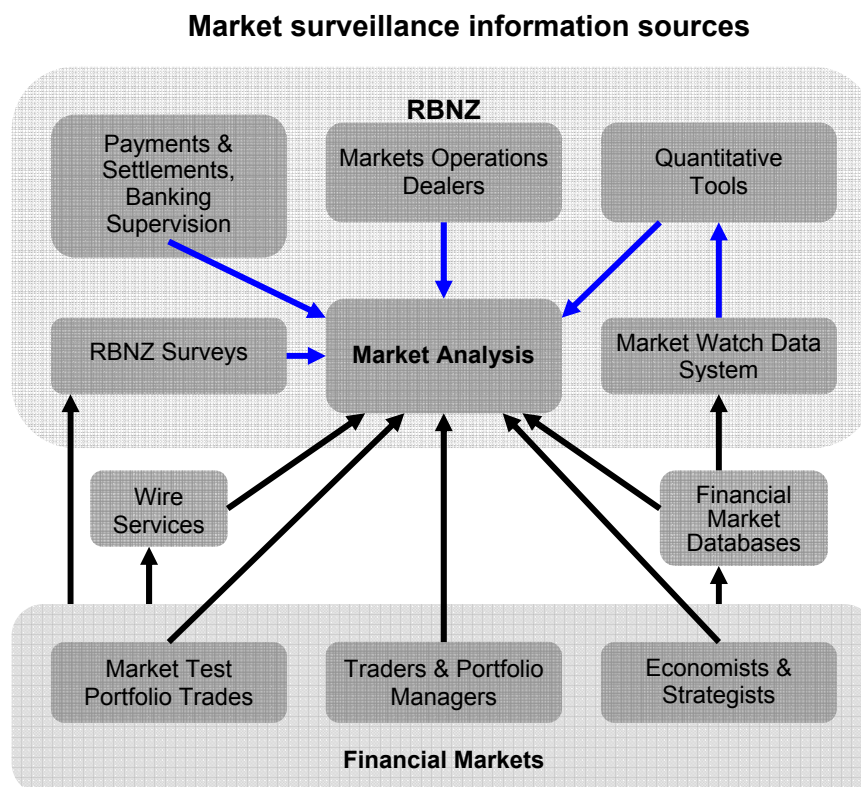 Market surveillance information sources
RBNZ
Payments &
Settlements,
Banking
Supervision
Markets Operations
Dealers
Quantitative
Tools
RBNZ Surveys
Market Analysis
Market Watch Data
System
Wire
Services
Financial
Market
Databases
Market Test
Portfolio Trades
Traders & Portfolio
Managers
Economists &
Strategists
Financial Markets